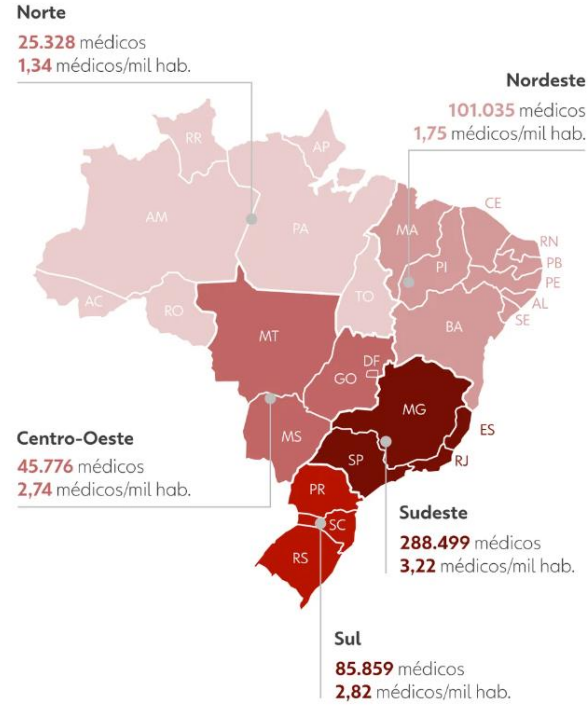 Norte
25.328 médicos
1,34 médicos/mil hab.
Nordeste
101.035 médicos
1,75 médicos/mil hab.
RR
AP
AM
PA
MA
CE
RN
PI
PB
PE
AL
SE
AC
RO
TO
BA
MT
DF
GO
MG
MS
ES
SP
RJ
PR
SC
RS
Centro-Oeste
45.776 médicos
2,74 médicos/mil hab.
Sudeste
288.499 médicos
3,22 médicos/mil hab.
Sul
85.859 médicos
2,82 médicos/mil hab.